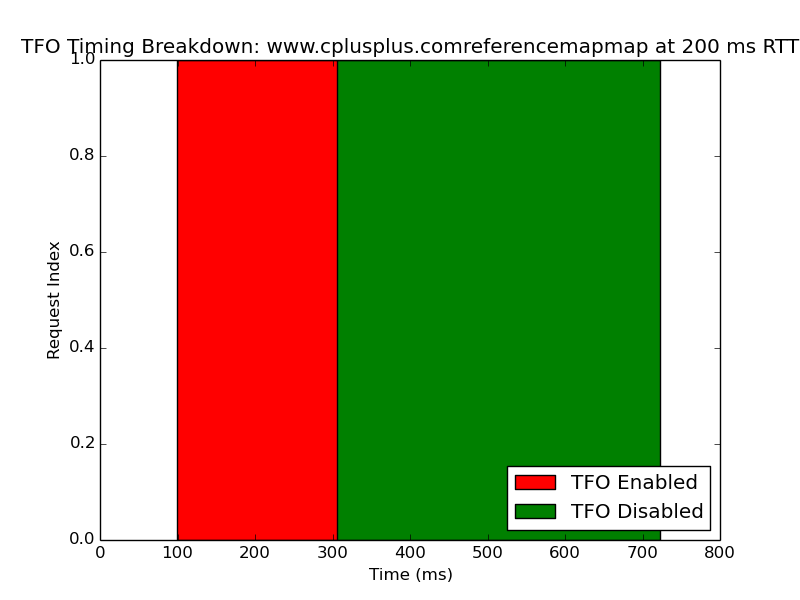 TFO Timing Breakdown: www.cplusplus.comreferencemapmap at 200 ms RTT
1.0
0.8
0.6
0.4
0.2
0.0
Request Index
0 100 200 300 400 500 600 700 800
Time (ms)
TFO Enabled
TFO Disabled